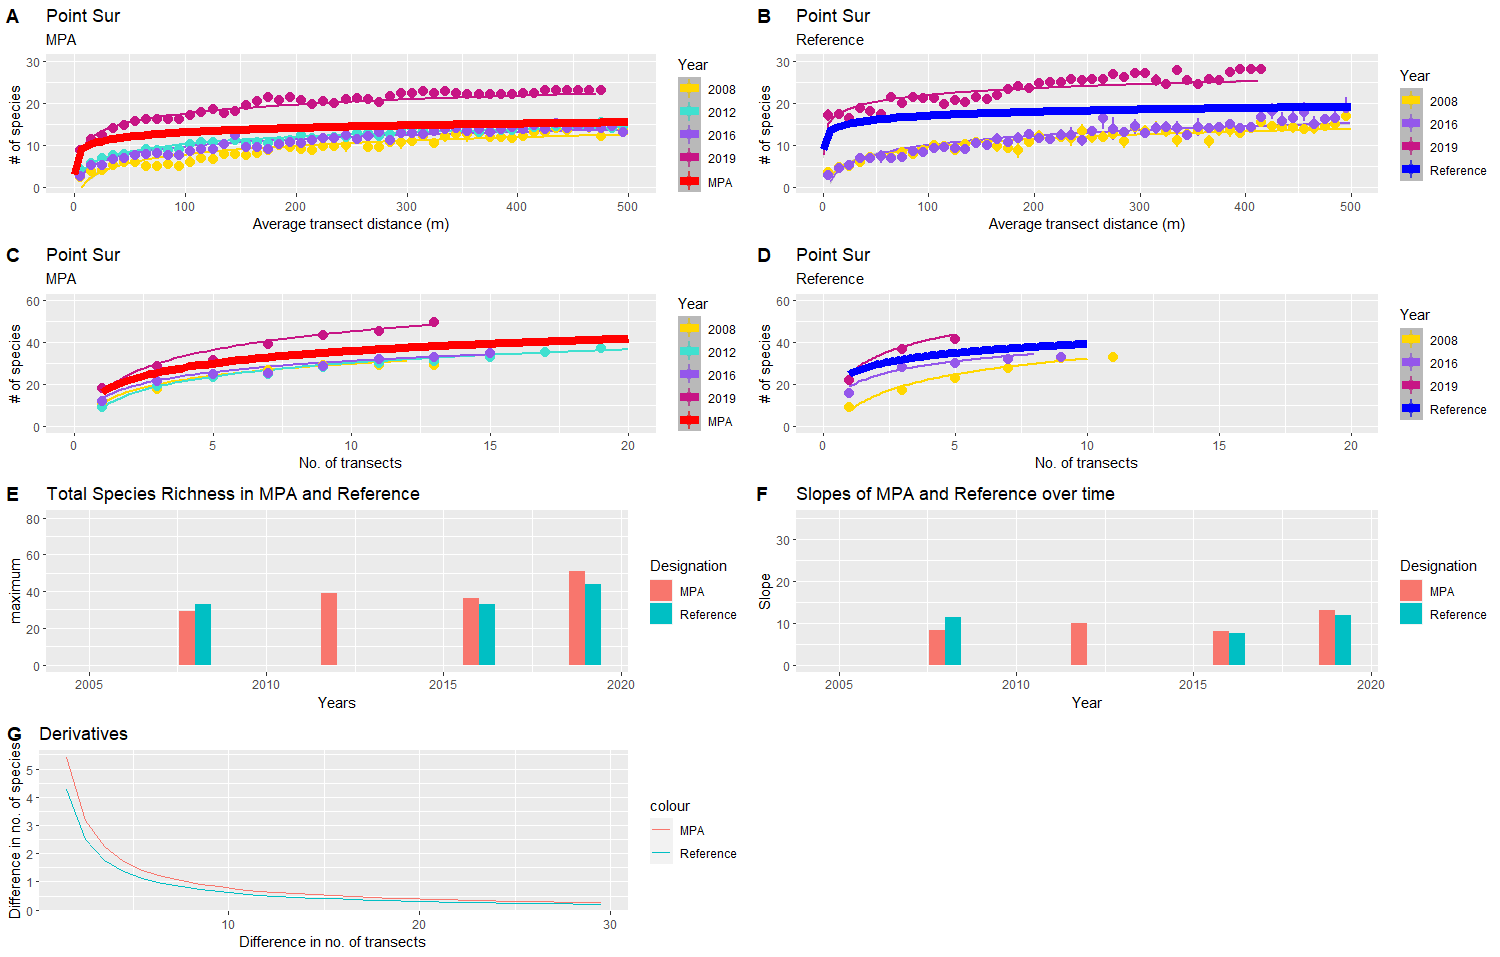 A Point Sur
MPA
# of species
30
20
10
0
0 100 200 300 400 500
Average transect distance (m)
Year
2008
2012
2016
2019
MPA
B Point Sur
Reference
# of species
30
20
10
0
0 100 200 300 400 500
Average transect distance (m)
Year
2008
2016
2019
Reference
C Point Sur
MPA
# of species
60
40
20
0
0 5 10 15 20
No. of transects
Year
2008
2012
2016
2019
MPA
D Point Sur
Reference
# of species
60
40
20
0
0 5 10 15 20
No. of transects
Year
2008
2016
2019
Reference
E Total Species Richness in MPA and Reference
maximum
80
60
40
20
0
2005 2010 2015 2020
Years
Designation
MPA
Reference
F Slopes of MPA and Reference over time
Slope
30
20
10
0
2005 2010 2015 2020
Year
Designation
MPA
Reference
G Derivatives
Difference in no. of species
5
4
3
2
1
0
10 20 30
Difference in no. of transects
colour
MPA
Reference